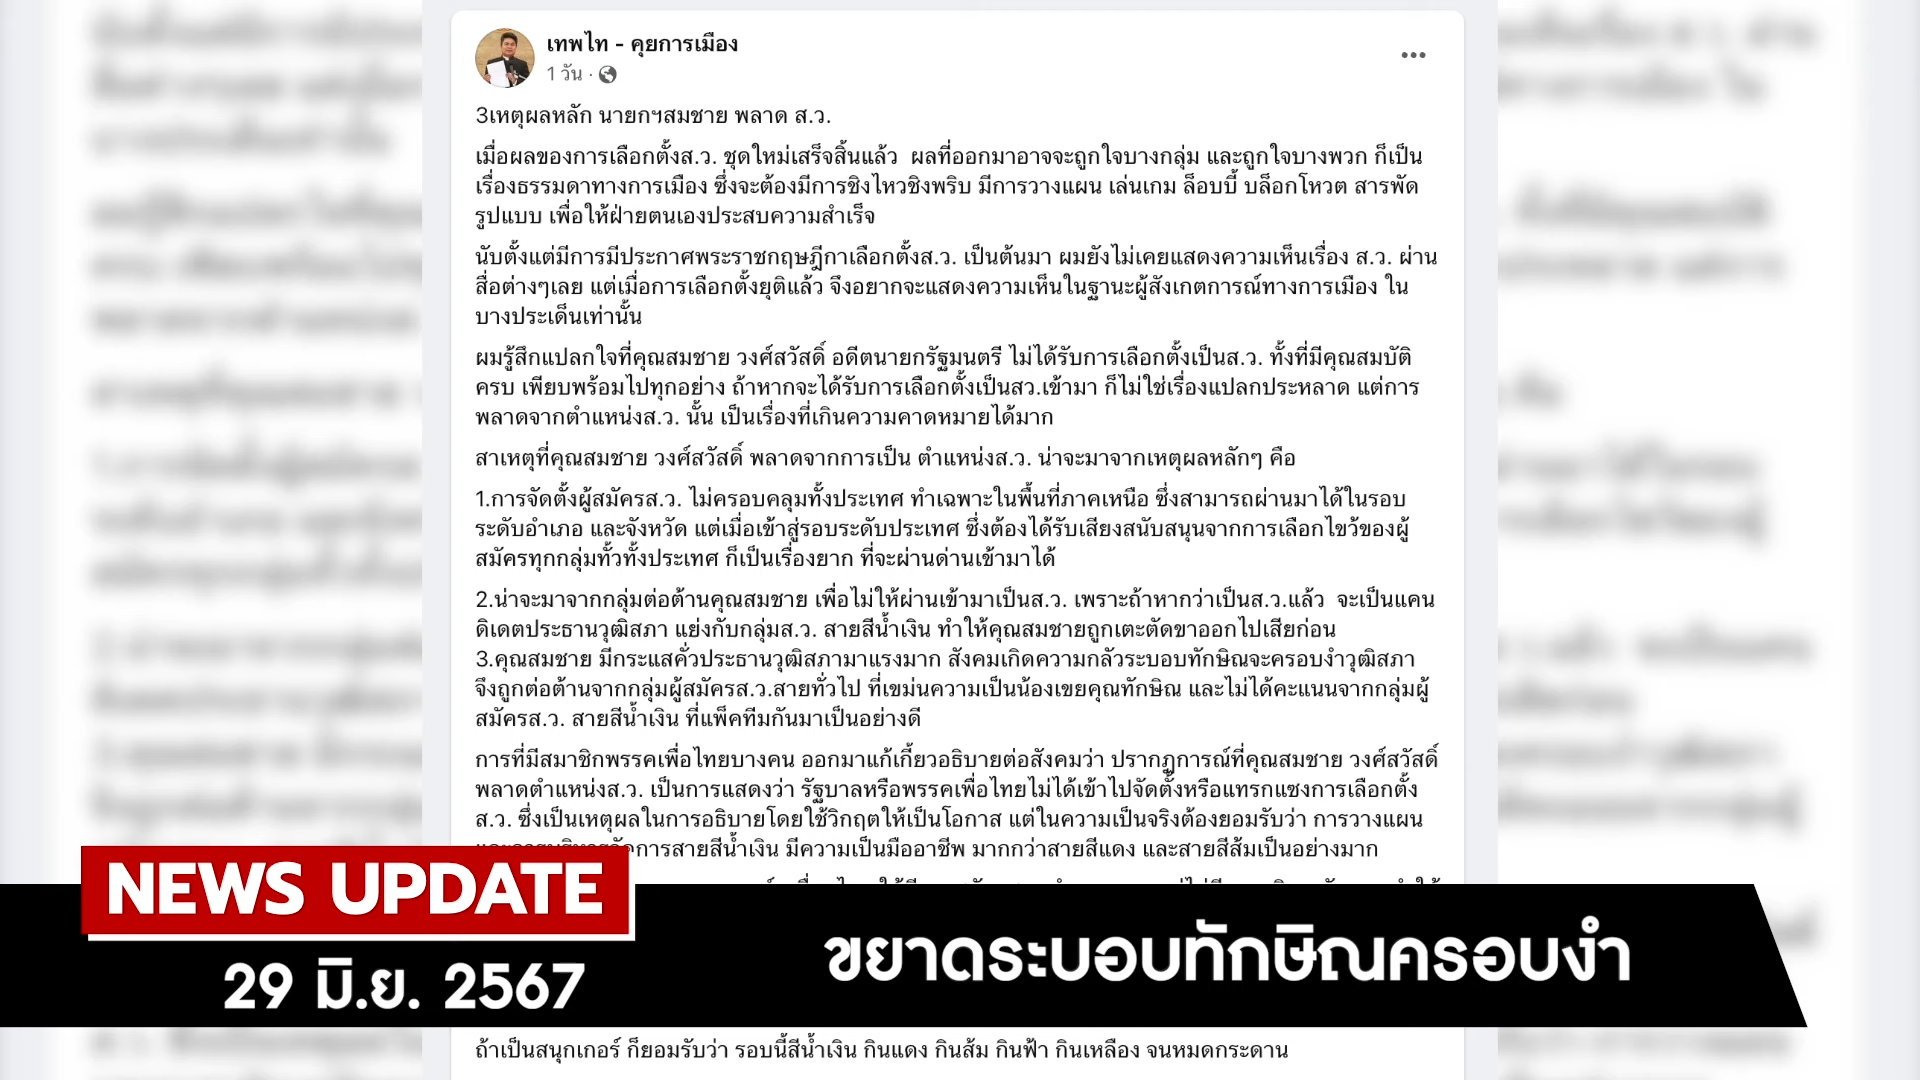 เทพไท - คุยการเมือง
1 วัน ·
3เหตุผลหลัก นายกฯสมชาย พลาด ส.ว.
เมื่อผลของการเลือกตั้งส.ว. ชุดใหม่เสร็จสิ้นแล้ว ผลที่ออกมาอาจจะถูกใจบางกลุ่ม และถูกใจบางพวก ก็เป็น
เรื่องธรรมดาทางการเมือง ซึ่งจะต้องมีการชิงไหวชิงพริบ มีการวางแผน เล่นเกม ล็อบบี้ บล็อกโหวต สารพัด
รูปแบบ เพื่อให้ฝ่ายตนเองประสบความสำเร็จ
นับตั้งแต่มีการมีประกาศพระราชกฤษฎีกาเลือกตั้งส.ว. เป็นต้นมา ผมยังไม่เคยแสดงความเห็นเรื่อง ส.ว. ผ่าน
สื่อต่างๆเลย แต่เมื่อการเลือกตั้งยุติแล้ว จึงอยากจะแสดงความเห็นในฐานะผู้สังเกตการณ์ทางการเมือง ใน
บางประเด็นเท่านั้น
ผมรู้สึกแปลกใจที่คุณสมชาย วงศ์สวัสดิ์ อดีตนายกรัฐมนตรี ไม่ได้รับการเลือกตั้งเป็นส.ว. ทั้งที่มีคุณสมบัติ
ครบ เพียบพร้อมไปทุกอย่าง ถ้าหากจะได้รับการเลือกตั้งเป็นสว.เข้ามา ก็ไม่ใช่เรื่องแปลกประหลาด แต่การ
พลาดจากตำแหน่งส.ว. นั้น เป็นเรื่องที่เกินความคาดหมายได้มาก
สาเหตุที่คุณสมชาย วงศ์สวัสดิ์ พลาดจากการเป็น ตำแหน่งส.ว. น่าจะมาจากเหตุผลหลักๆ คือ
1.การจัดตั้งผู้สมัครส.ว. ไม่ครอบคลุมทั้งประเทศ ทำเฉพาะในพื้นที่ภาคเหนือ ซึ่งสามารถผ่านมาได้ในรอบ
ระดับอำเภอ และจังหวัด แต่เมื่อเข้าสู่รอบระดับประเทศ ซึ่งต้องได้รับเสียงสนับสนุนจากการเลือกไขว้ของผู้
สมัครทุกกลุ่มทั้วทั้งประเทศ ก็เป็นเรื่องยาก ที่จะผ่านด่านเข้ามาได้
2.น่าจะมาจากกลุ่มต่อต้านคุณสมชาย เพื่อไม่ให้ผ่านเข้ามาเป็นส.ว. เพราะถ้าหากว่าเป็นส.ว.แล้ว จะเป็นแคน
ดิเดตประธานวุฒิสภา แย่งกับกลุ่มส.ว. สายสีน้ำเงิน ทำให้คุณสมชายถูกเตะตัดขาออกไปเสียก่อน
3.คุณสมชาย มีกระแสคั่วประธานวุฒิสภามาแรงมาก สังคมเกิดความกลัวระบอบทักษิณจะครอบงำวุฒิสภา
จึงถูกต่อต้านจากกลุ่มผู้สมัครส.ว.สายทั่วไป ที่เขม่นความเป็นน้องเขยคุณทักษิณ และไม่ได้คะแนนจากกลุ่มผู้
สมัครส.ว. สายสีน้ำเงิน ที่แพ็คทีมกันมาเป็นอย่างดี
การที่มีสมาชิกพรรคเพื่อไทยบางคน ออกมาแก้เกี้ยวอธิบายต่อสังคมว่า ปรากฏการณ์ที่คุณสมชาย วงศ์สวัสดิ์
พลาดตำแหน่งส.ว. เป็นการแสดงว่า รัฐบาลหรือพรรคเพื่อไทยไม่ได้เข้าไปจัดตั้งหรือแทรกแซงการเลือกตั้ง
ส.ว. ซึ่งเป็นเหตุผลในการอธิบายโดยใช้วิกฤตให้เป็นโอกาส แต่ในความเป็นจริงต้องยอมรับว่า การวางแผน
การสายสีน้ำเงิน มีความเป็นมืออาชีพ มากกว่าสายสีแดง และสายสีส้มเป็นอย่างมาก
NEWS UPDATE
29 มิ.ย. 2567
ขยาดระบอบทักษิณครอบงำ
ถ้าเป็นสนุกเกอร์ ก็ยอมรับว่า รอบนี้สีน้ำเงิน กินแดง กินส้ม กินฟ้า กินเหลือง จนหมดกระดาน